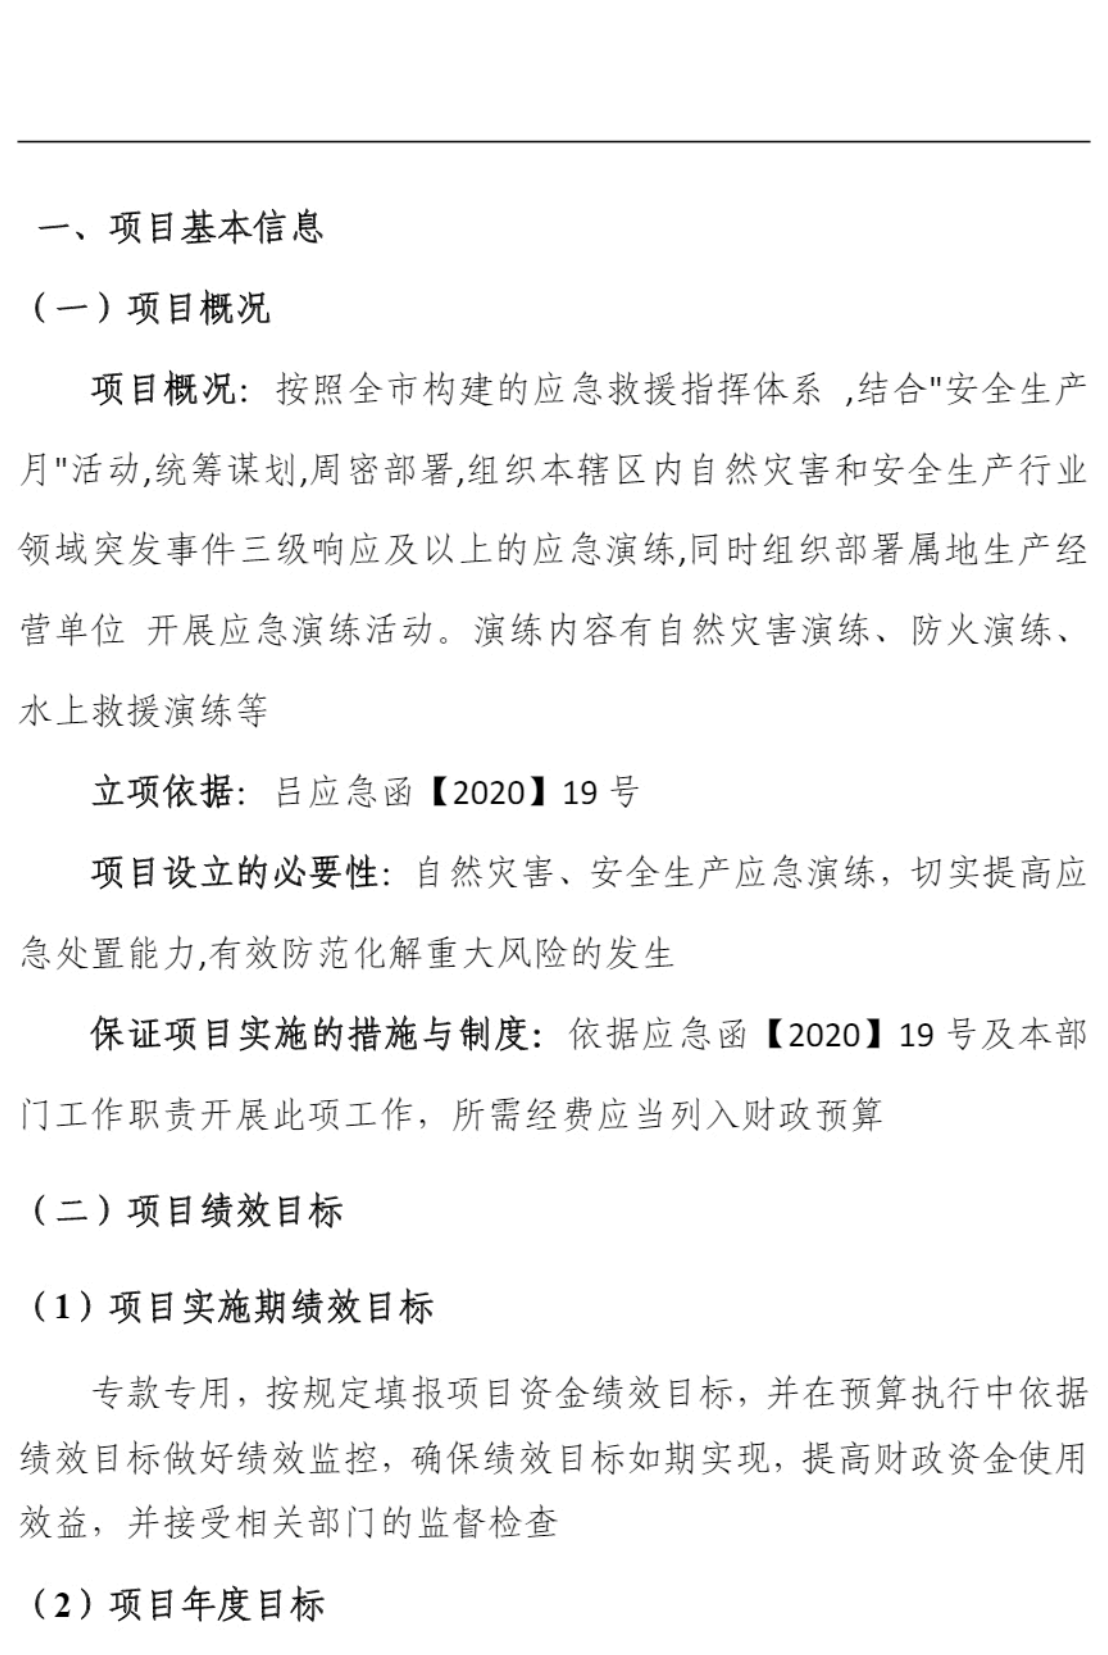 一、项目基本信息
（一）项目概况
项目概况：按照全市构建的应急救援指挥体系 ,结合"安全生产
月"活动,统筹谋划,周密部署,组织本辖区内自然灾害和安全生产行业
领域突发事件三级响应及以上的应急演练,同时组织部署属地生产经
营单位 开展应急演练活动。演练内容有自然灾害演练、防火演练、
水上救援演练等
立项依据：吕应急函【2020】19 号
项目设立的必要性：自然灾害、安全生产应急演练，切实提高应
急处置能力,有效防范化解重大风险的发生
保证项目实施的措施与制度：依据应急函【2020】19 号及本部
门工作职责开展此项工作，所需经费应当列入财政预算
（二）项目绩效目标
（1）项目实施期绩效目标
专款专用，按规定填报项目资金绩效目标，并在预算执行中依据
绩效目标做好绩效监控，确保绩效目标如期实现，提高财政资金使用
效益，并接受相关部门的监督检查
（2）项目年度目标